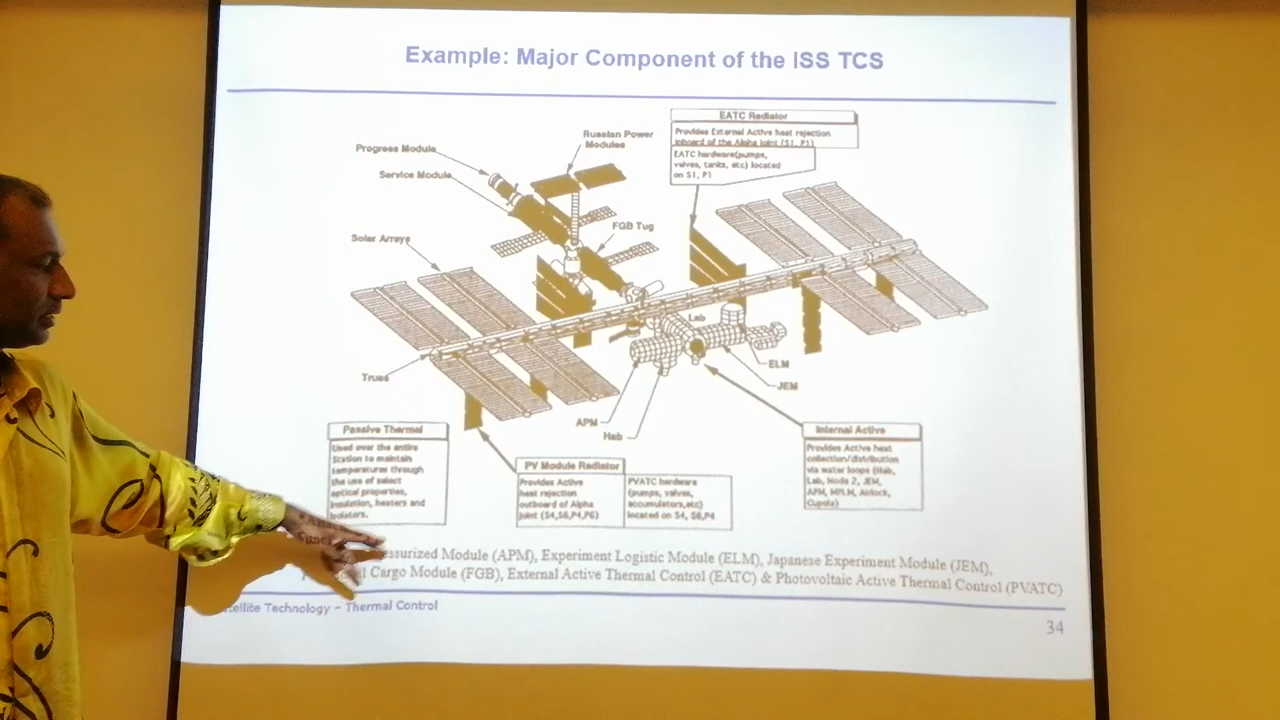 Example: Major Component of the ISS TCS
EATC Radiator
Provides External Active heat rejection
inboard of the Alpha Joint (S1, P1)
EATC hardware(pumps,
valves, tanks, etc) located
on S1, P1
Russian Power
Modules
Progress Module
Service Module
FGB Tug
Solar Arrays
Lab
ELM
JEM
Truss
APM
Hab
Passive Thermal
Used over the entire
Station to maintain
temperatures through
the use of select
optical properties,
insulation, heaters and
isolators.
PV Module Radiator
Provides Active
heat rejection
outboard of Alpha
Joint (S4,S6,P4,P6)
PVATC hardware
(pumps, valves,
accumulators,etc)
located on S4, S6,P4
Internal Active
Provides Active heat
collection/distribution
via water loops (Hab,
Lab, Node 2, JEM,
APM, MPLM, Airlock,
Cupola)
Module (APM), Experiment Logistic Module (ELM), Japanese Experiment Module (JEM),
Cargo Module (FGB), External Active Thermal Control (EATC) & Photovoltaic Active Thermal Control (PVATC)
Technology – Thermal Control
34